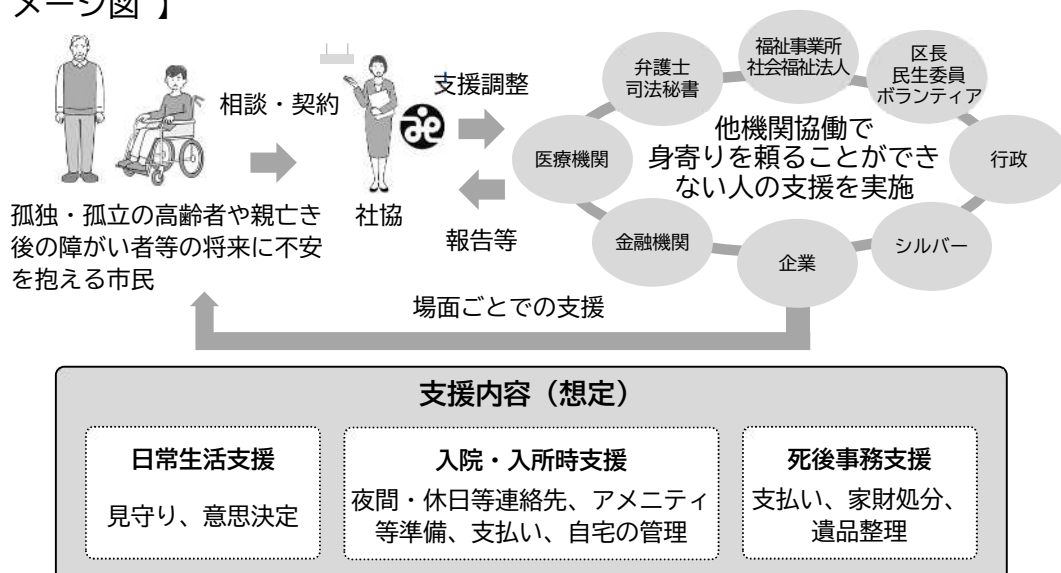 メージ図 】
相談・契約
支援調整
報告等
社協
孤独・孤立の高齢者や親亡き
後の障がい者等の将来に不安
を抱える市民
弁護士
司法秘書
福祉事業所
社会福祉法人
区長
民生委員
ボランティア
医療機関
他機関協働で
身寄りを頼ることができ
ない人の支援を実施
行政
金融機関
企業
シルバー
場面ごとでの支援
支援内容（想定）
日常生活支援
見守り、意思決定
入院・入所時支援
夜間・休日等連絡先、アメニティ
等準備、支払い、自宅の管理
死後事務支援
支払い、家財処分、
遺品整理